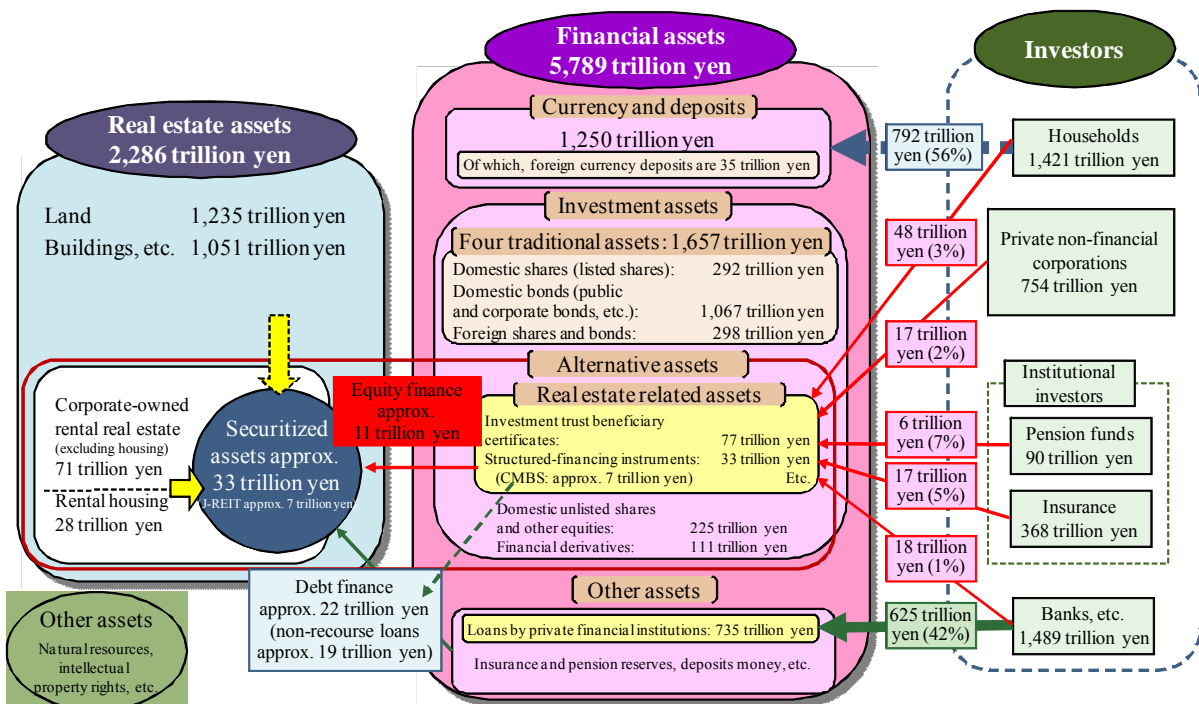 Financial assets
5,789 trillion yen
Investors
Real estate assets
2,286 trillion yen
Land 1,235 trillion yen
Buildings, etc. 1,051 trillion yen
Corporate-owned
rental real estate
(excluding housing)
71 trillion yen
Rental housing
28 trillion yen
Securitized
assets approx.
33 trillion yen
J-REIT approx. 7 trillion yen)
Equity finance
approx.
11 trillion yen
Debt finance
approx. 22 trillion yen
(non-recourse loans
approx. 19 trillion yen)
Other assets
Natural resources,
intellectual
property rights, etc.
Currency and deposits
1,250 trillion yen
Of which, foreign currency deposits are 35 trillion yen
Investment assets
Four traditional assets: 1,657 trillion yen
Domestic shares (listed shares): 292 trillion yen
Domestic bonds (public
and corporate bonds, etc.): 1,067 trillion yen
Foreign shares and bonds: 298 trillion yen
Alternative assets
Real estate related assets
Investment trust beneficiary
certificates: 77 trillion yen
Structured-financing instruments: 33 trillion yen
(CMBS: approx. 7 trillion yen) Etc.
Domestic unlisted shares
and other equities: 225 trillion yen
Financial derivatives: 111 trillion yen
Other assets
Loans by private financial institutions: 735 trillion yen
Insurance and pension reserves, deposits money, etc.
792 trillion
yen (56%)
48 trillion
yen (3%)
17 trillion
yen (2%)
6 trillion
yen (7%)
17 trillion
yen (5%)
18 trillion
yen (1%)
625 trillion
yen (42%)
Households
1,421 trillion yen
Private non-financial
corporations
754 trillion yen
Institutional
investors
Pension funds
90 trillion yen
Insurance
368 trillion yen
Banks, etc.
1,489 trillion yen